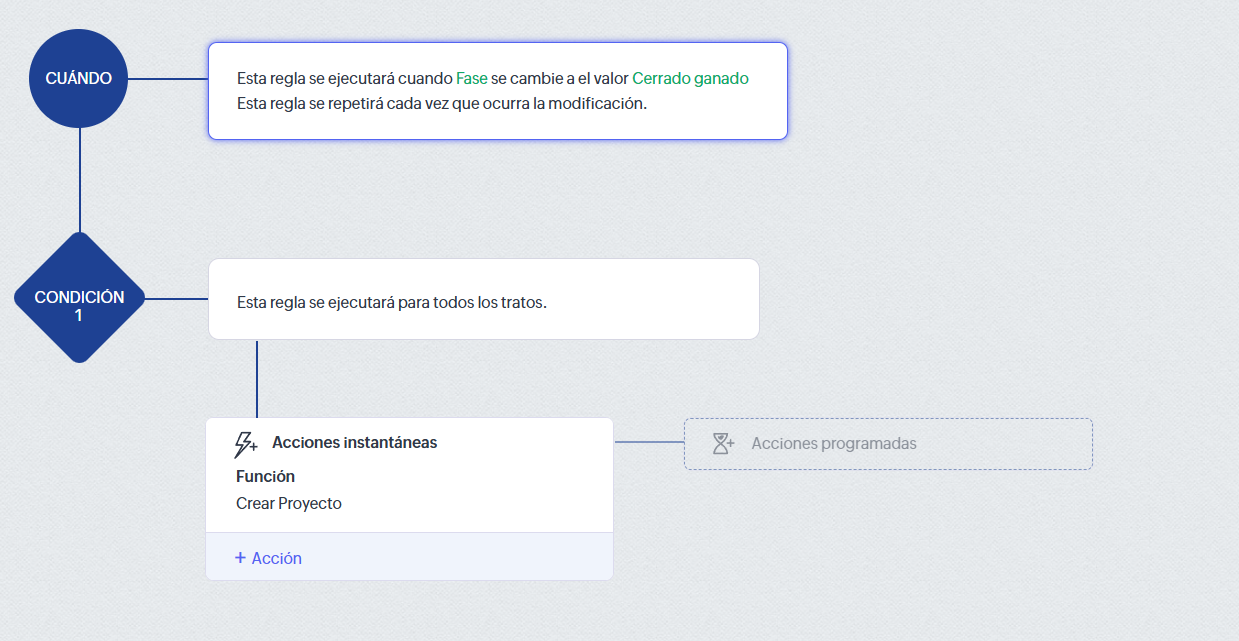 CUÁNDO
Esta regla se ejecutará cuando Fase se cambie a el valor Cerrado ganado
Esta regla se repetirá cada vez que ocurra la modificación.
CONDICIÓN
1
Esta regla se ejecutará para todos los tratos.
Acciones instantáneas
Acciones programadas
Función
Crear Proyecto
+ Acción